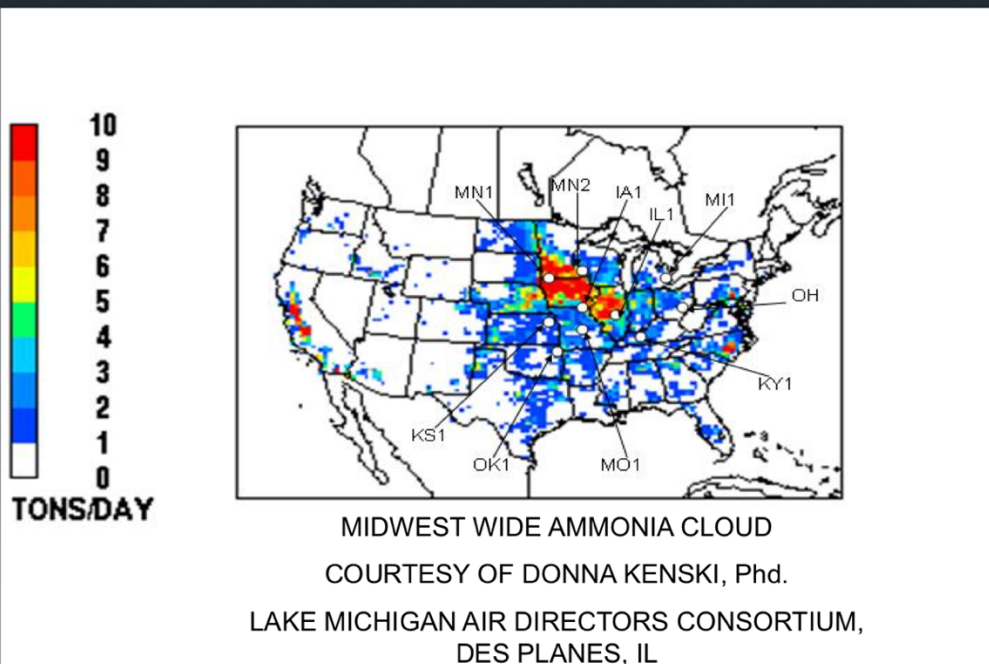 10
9
8
7
6
5
4
3
2
1
0
TONS/DAY
MN1
MN2
IA1
IL1
MI1
OH
KY1
KS1
OK1
MO1
MIDWEST WIDE AMMONIA CLOUD
COURTESY OF DONNA KENSKI, Phd.
LAKE MICHIGAN AIR DIRECTORS CONSORTIUM,
DES PLANES, IL